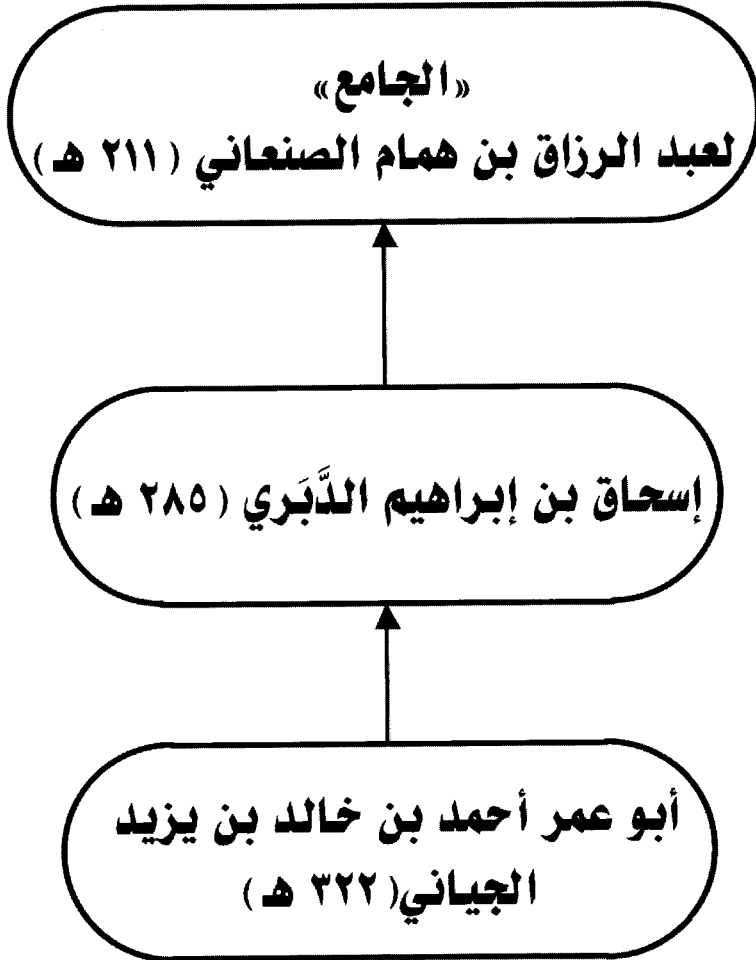 «الجامع»
لعبد الرزاق بن همام الصنعاني (٢١١ هـ)
إسحاق بن إبراهيم الدَّبَري (٢٨٥ هـ)
أبو عمر أحمد بن خالد بن يزيد
الجياني(٣٢٢ هـ)